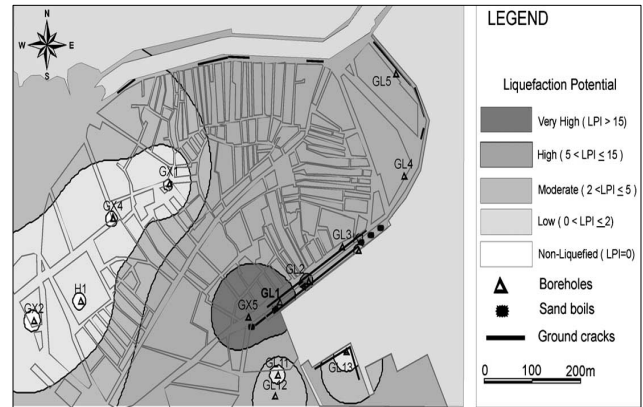 N
W E
S
GL5
GL4
GX1
GX4
GL3
GL2
GL1
H1
GX2
GX5
GL11
GL12
GL13
LEGEND
Liquefaction Potential
Very High ( LPI > 15)
High ( 5 < LPI ≤ 15)
Moderate ( 2 <LPI ≤ 5 )
Low ( 0 < LPI ≤2)
Non-Liquefied ( LPI=0)
Boreholes
Sand boils
Ground cracks
0 100 200m